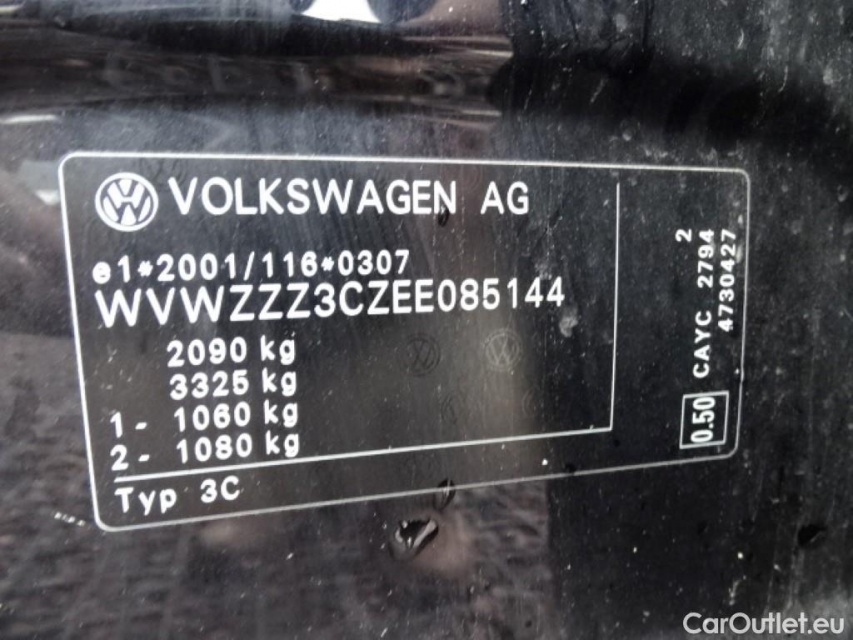 VOLKSWAGEN AG
e1*2001/116*0307
WVWZZZ3CZEE085144
2090 kg
3325 kg
1- 1060 kg
2- 1080 kg
Typ 3C
2
0.50 CAYC 2794
4730427
CarOutlet.eu